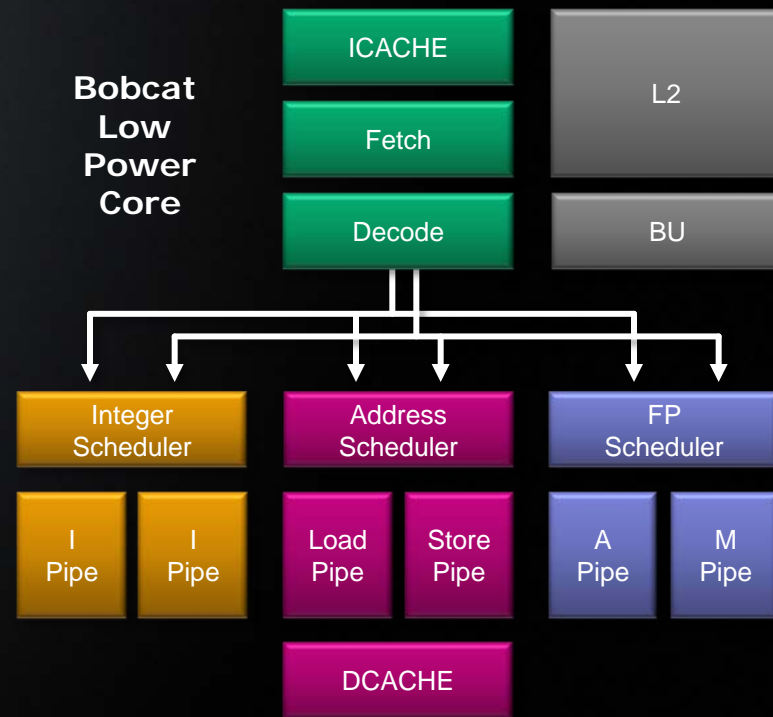 Bobcat
Low
Power
Core
ICACHE
Fetch
Decode
L2
BU
Integer
Scheduler
Address
Scheduler
FP
Scheduler
I
Pipe
I
Pipe
Load
Pipe
Store
Pipe
A
Pipe
M
Pipe
DCACHE